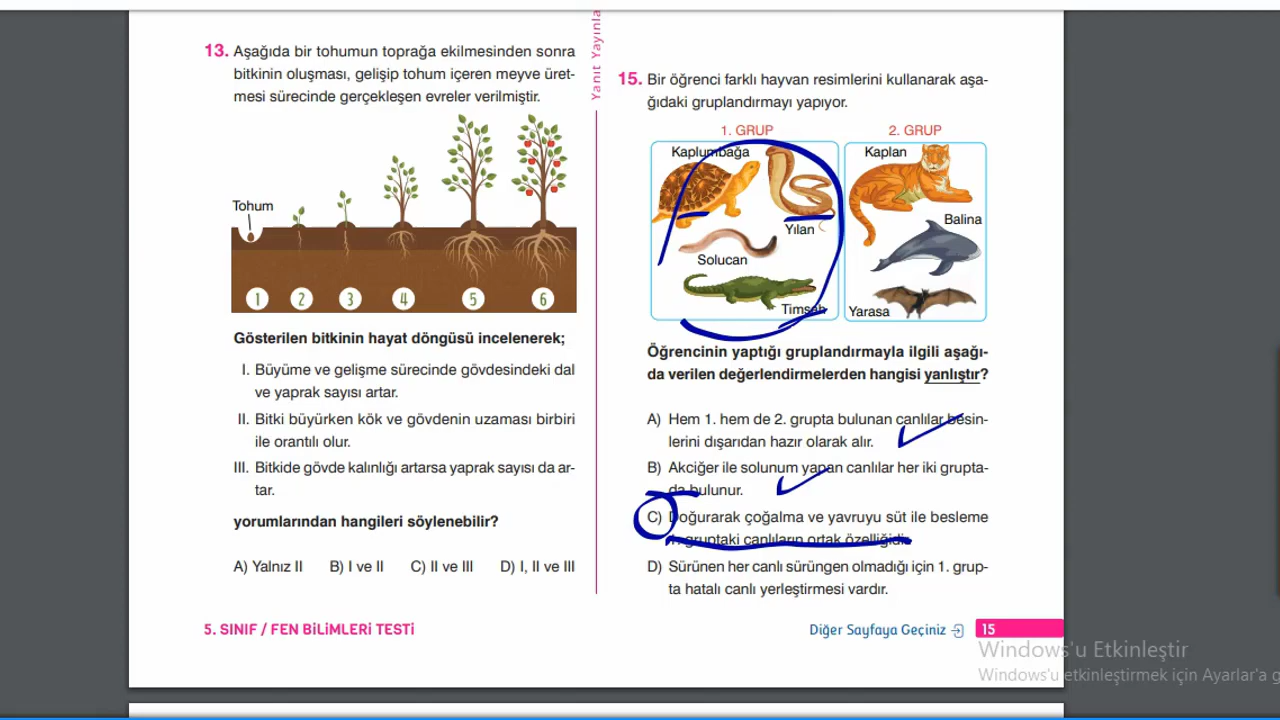 13. Aşağıda bir tohumun toprağa ekilmesinden sonra
bitkinin oluşması, gelişip tohum içeren meyve üret-
mesi sürecinde gerçekleşen evreler verilmiştir.
Tohum
1 2 3 4 5 6
Gösterilen bitkinin hayat döngüsü incelenerek;
I. Büyüme ve gelişme sürecinde gövdesindeki dal
ve yaprak sayısı artar.
II. Bitki büyürken kök ve gövdenin uzaması birbiri
ile orantılı olur.
III. Bitkide gövde kalınlığı artarsa yaprak sayısı da ar-
tar.
yorumlarından hangileri söylenebilir?
A) Yalnız II B) I ve II C) II ve III D) I, II ve III
5. SINIF / FEN BİLİMLERİ TESTİ
Yanıt Yayınla
15. Bir öğrenci farklı hayvan resimlerini kullanarak aşa-
ğıdaki gruplandırmayı yapıyor.
1. GRUP 2. GRUP
Kaplumbağa
Yılan
Solucan
Timsah
Kaplan
Balina
Yarasa
Öğrencinin yaptığı gruplandırmayla ilgili aşağı-
da verilen değerlendirmelerden hangisi yanlıştır?
A) Hem 1. hem de 2. grupta bulunan canlılar besin-
lerini dışarıdan hazır olarak alır.
B) Akciğer ile solunum yapan canlılar her iki grupta-
da bulunur.
C) Doğurarak çoğalma ve yavruyu süt ile besleme
1. gruptaki canlıların ortak özelliğidir.
D) Sürünen her canlı sürüngen olmadığı için 1. grup-
ta hatalı canlı yerleştirmesi vardır.
Diğer Sayfaya Geçiniz
15
Windows'u Etkinleştir
Windows'u etkinleştirmek için Ayarlar'a g